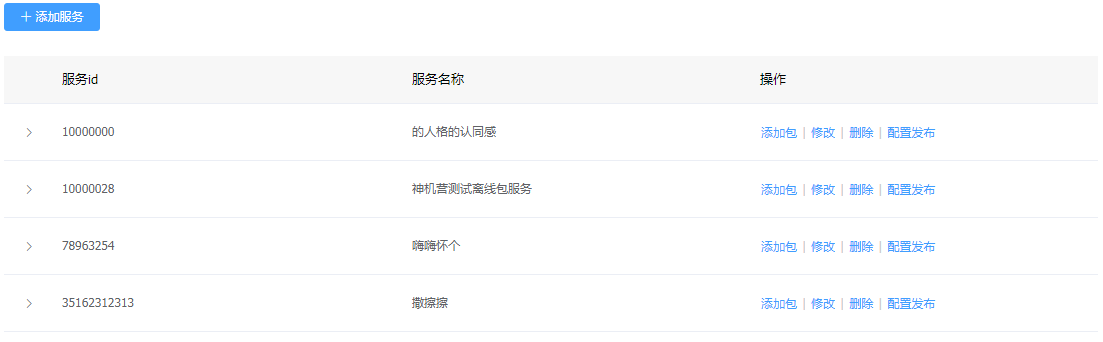 + 添加服务
服务id 服务名称 操作
10000000 的人格的认同感 添加包 | 修改 | 删除 | 配置发布
10000028 神机营测试离线包服务 添加包 | 修改 | 删除 | 配置发布
78963254 嗨嗨怀个 添加包 | 修改 | 删除 | 配置发布
35162312313 撒擦擦 添加包 | 修改 | 删除 | 配置发布